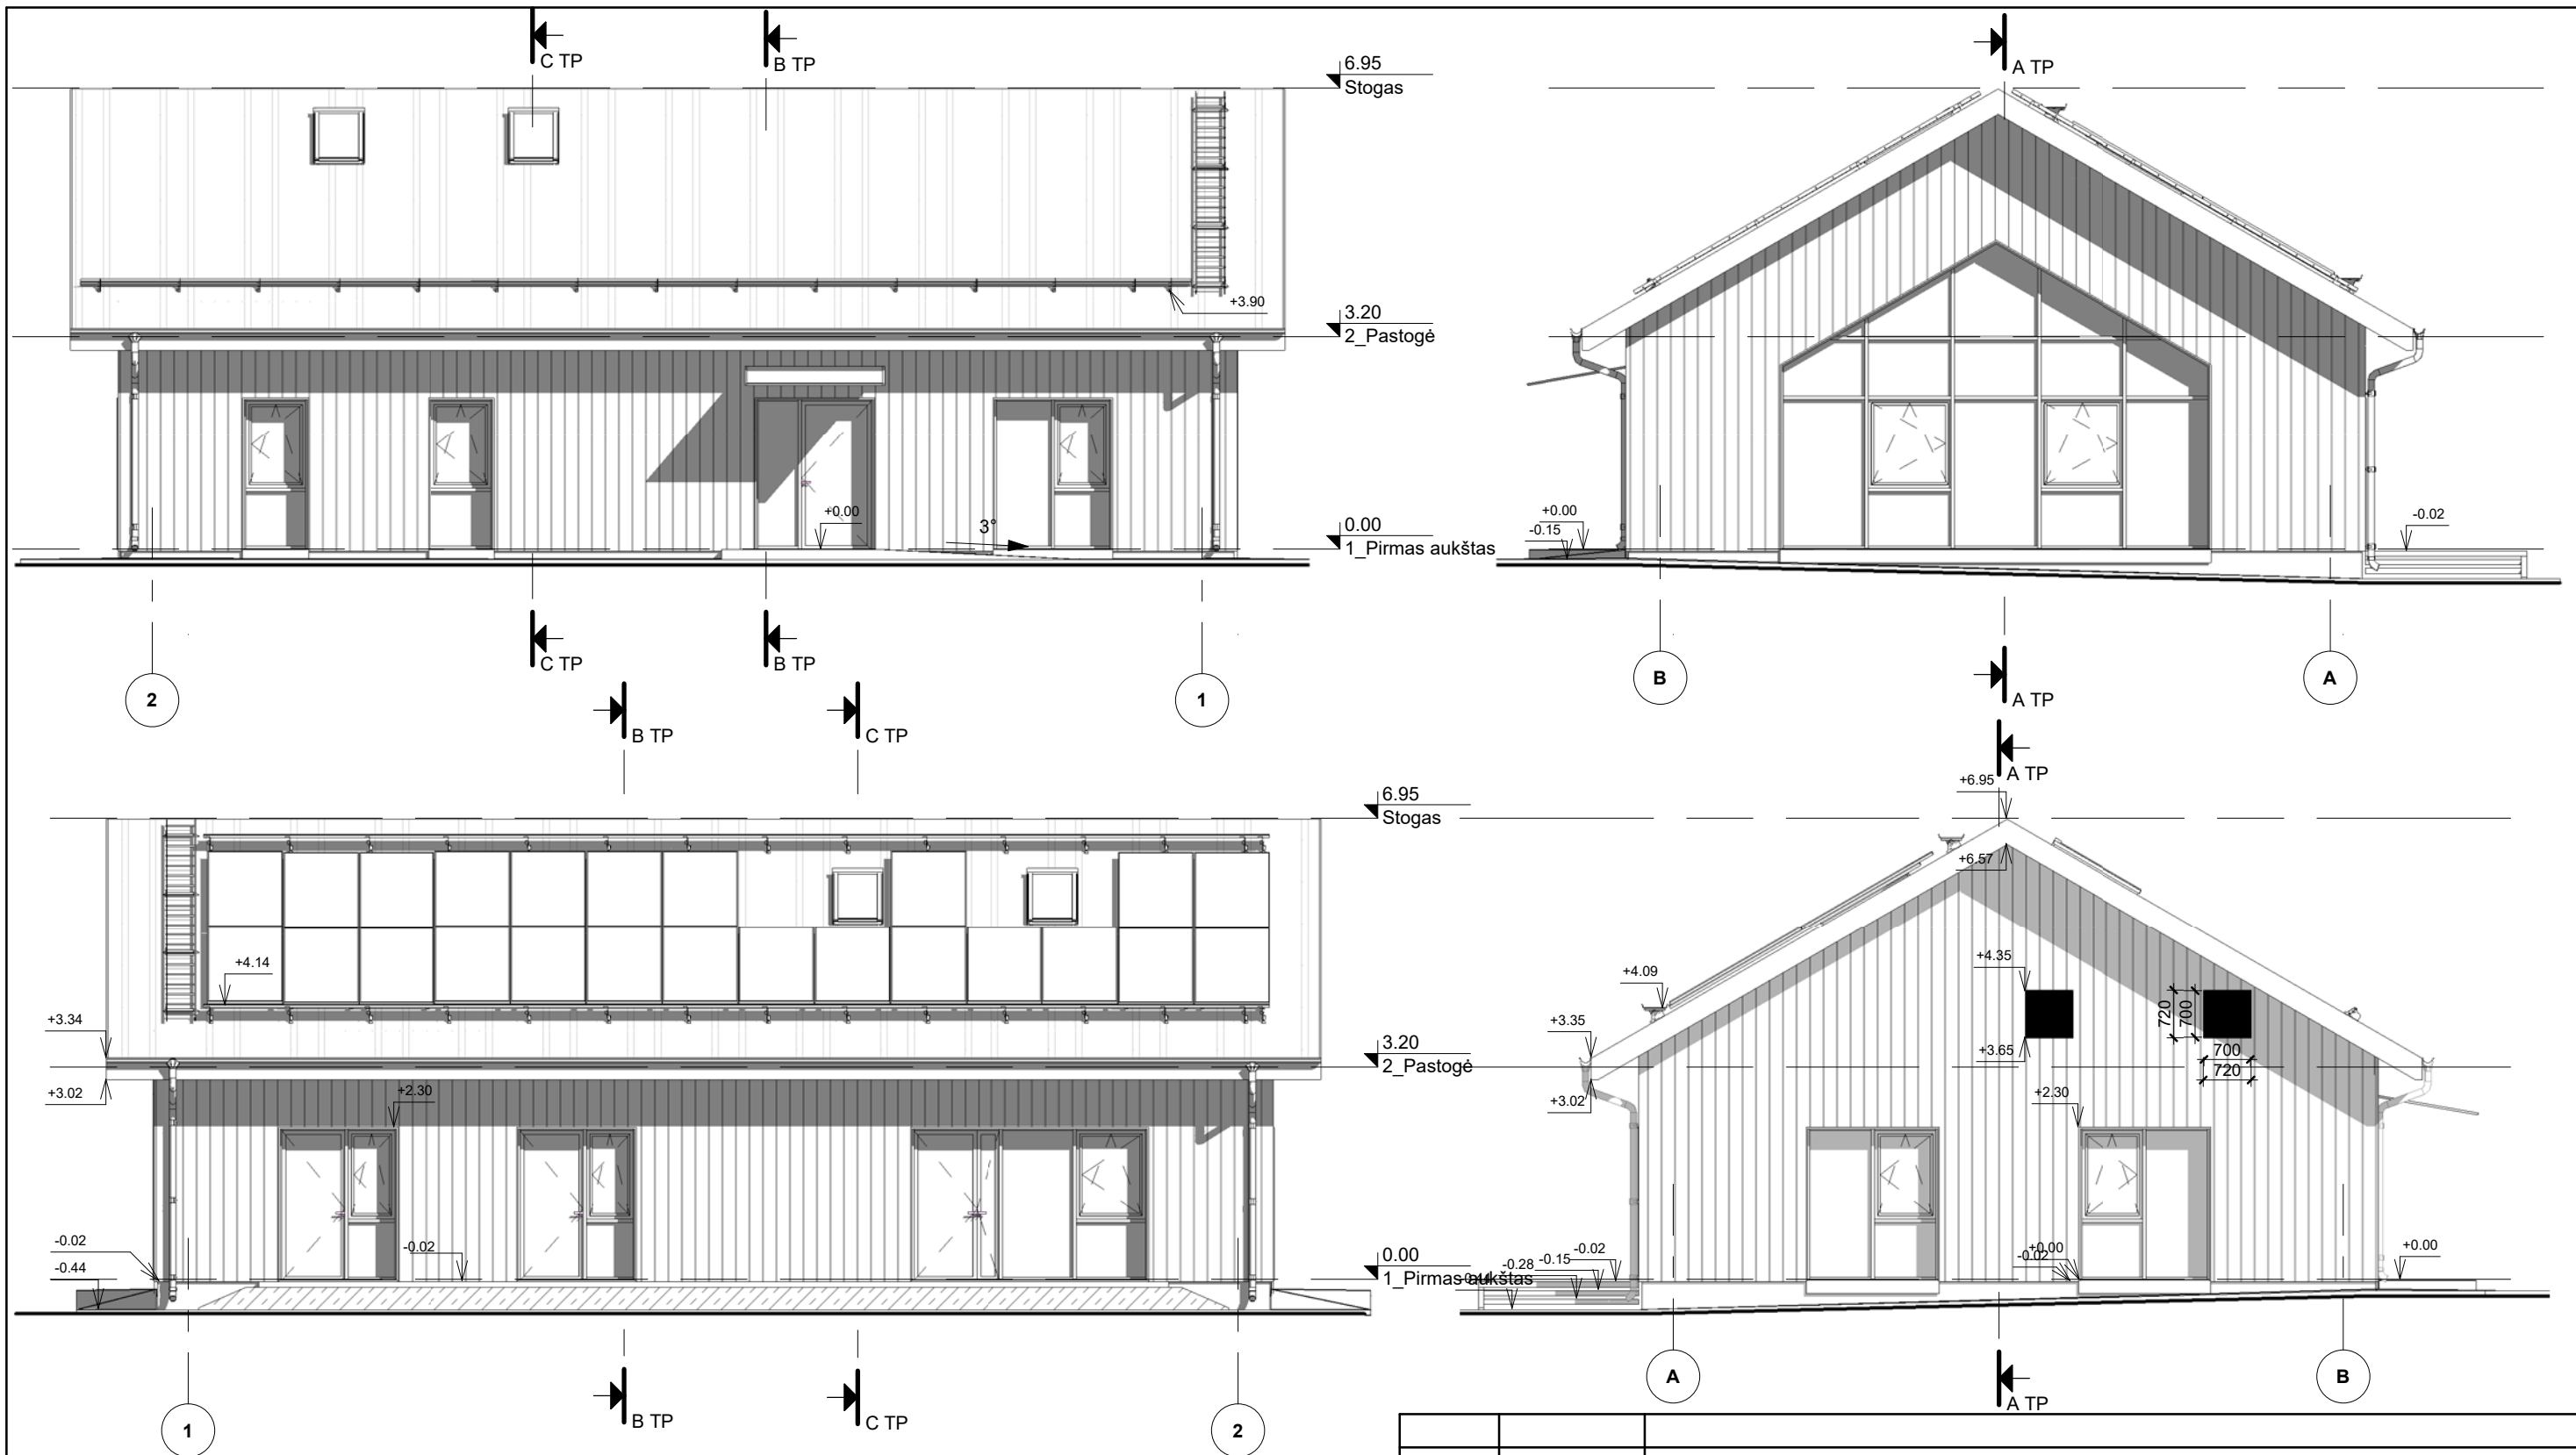 C TP
B TP
6.95
Stogas
+3.90
3.20
2_Pastogė
+0.00
3°
0.00
1_Pirmas aukštas
C TP
B TP
2
1
A TP
+0.00
-0.15
-0.02
B
A
A TP
B TP
C TP
6.95
Stogas
+4.14
+3.34
3.20
2_Pastogė
+3.02
+2.30
-0.02
-0.02
-0.44
0.00
1_Pirmas aukštas
B TP
C TP
1
2
A TP
+6.95
+6.57
+4.35
+4.09
720
700
+3.35
+3.65
700
720
+3.02
+2.30
-0.02
-0.15
-0.28
-0.44
+0.00
-0.02
+0.00
A
B
A TP